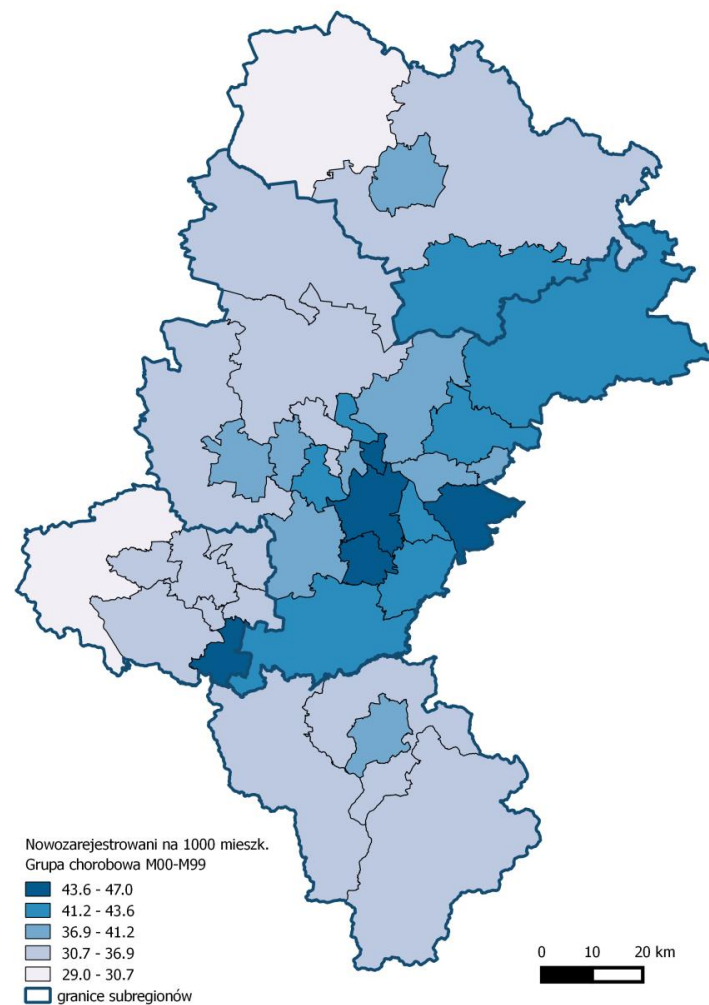 Nowozarejestrowani na 1000 mieszk.
Grupa chorobowa M00-M99
43.6 - 47.0
41.2 - 43.6
36.9 - 41.2
30.7 - 36.9
29.0 - 30.7
granice subregionów
0 10 20 km